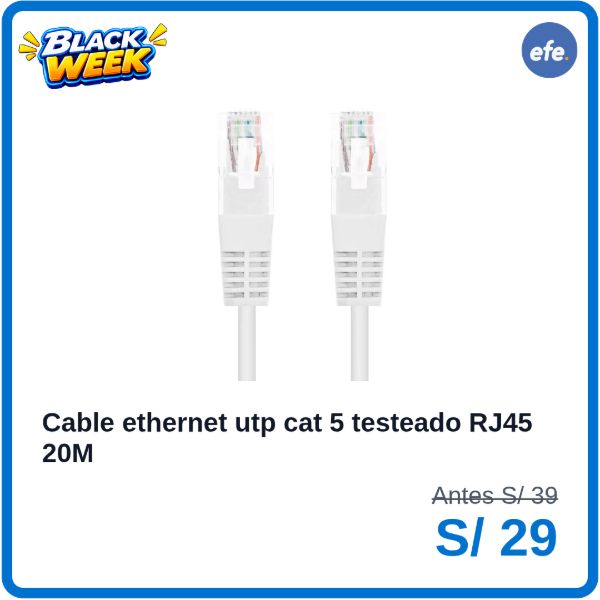 BLACK
WEEK
efe.
Cable ethernet utp cat 5 testeado RJ45
20M
Antes S/ 39
S/ 29